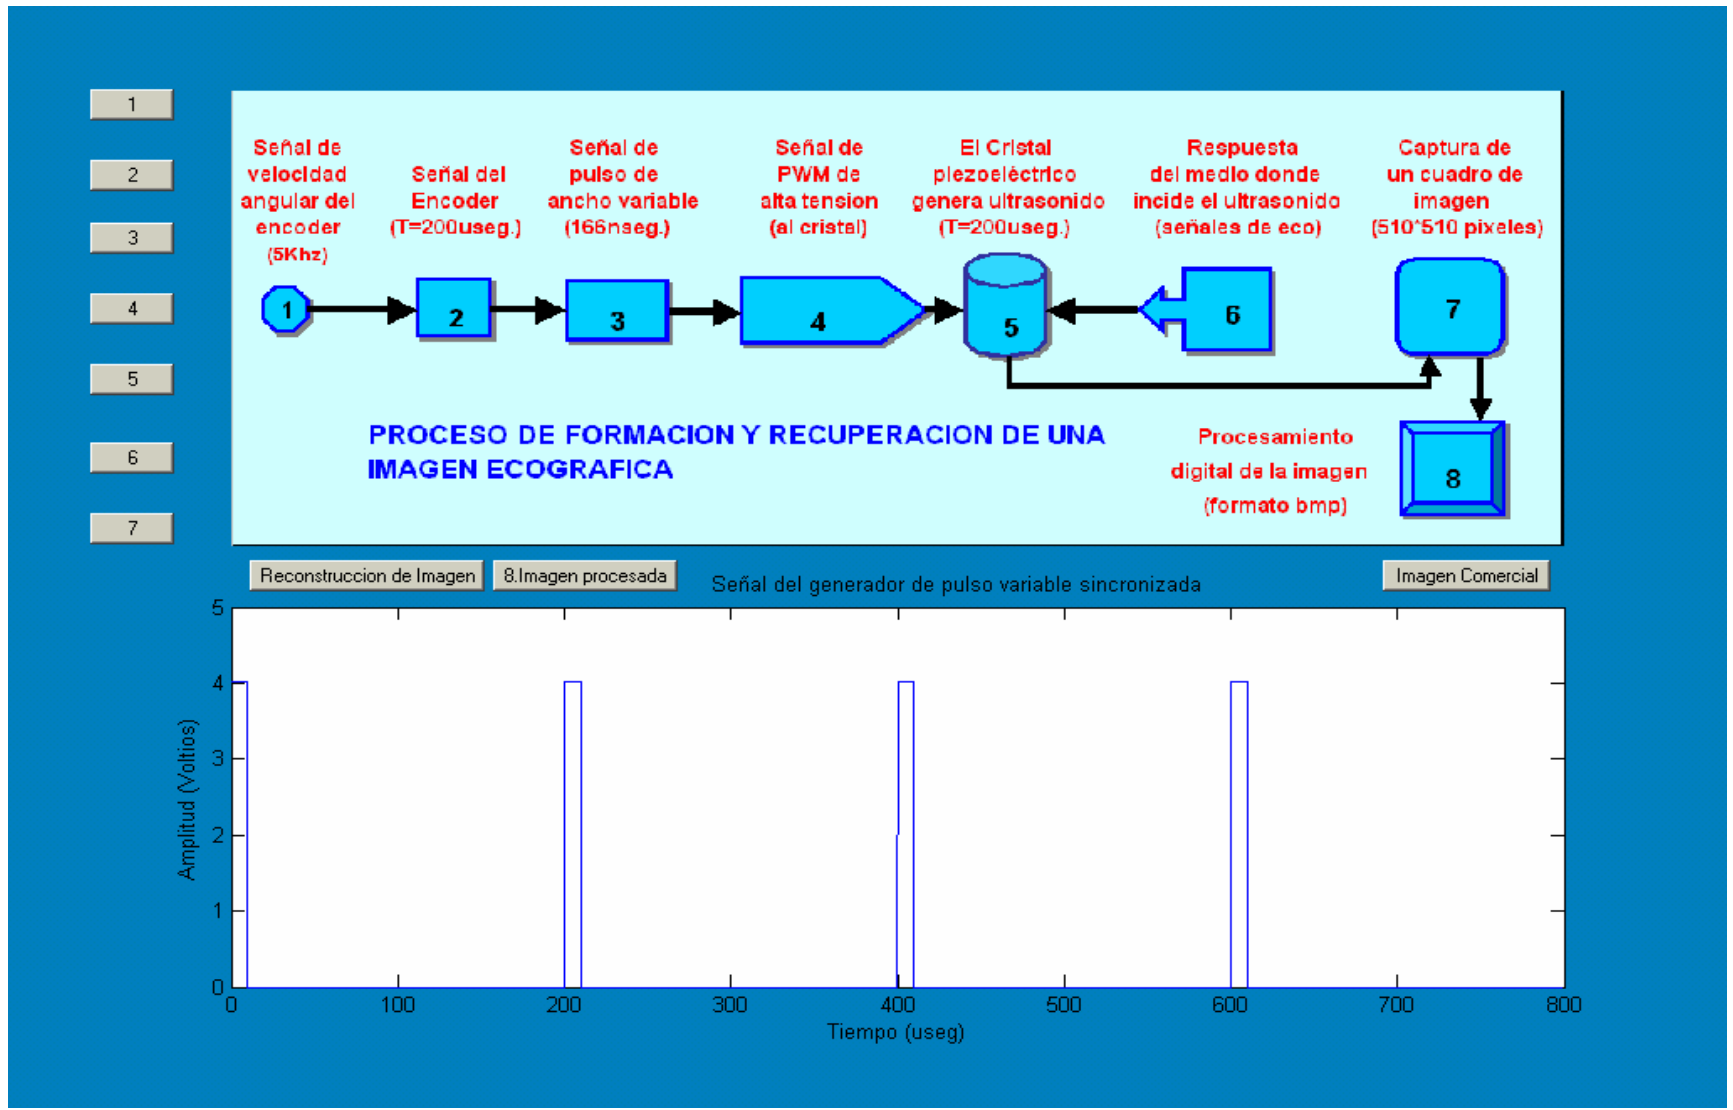 1
2
3
4
5
6
7
Señal de
velocidad
angular del
encoder
(5Khz)
Señal del
Encoder
(T=200useg.)
Señal de
pulso de
ancho variable
(166nseg.)
Señal de
PWM de
alta tension
(al cristal)
El Cristal
piezoeléctrico
genera ultrasonido
(T=200useg.)
Respuesta
del medio donde
incide el ultrasonido
(señales de eco)
Captura de
un cuadro de
imagen
(510*510 pixeles)
1
2
3
4
5
6
7
PROCESO DE FORMACION Y RECUPERACION DE UNA
IMAGEN ECOGRAFICA
Procesamiento
digital de la imagen
(formato bmp)
8
Reconstruccion de Imagen
8.Imagen procesada
Imagen Comercial
Señal del generador de pulso variable sincronizada
5
4
3
2
1
0
Amplitud (Voltios)
0 100 200 300 400 500 600 700 800
Tiempo (useg)